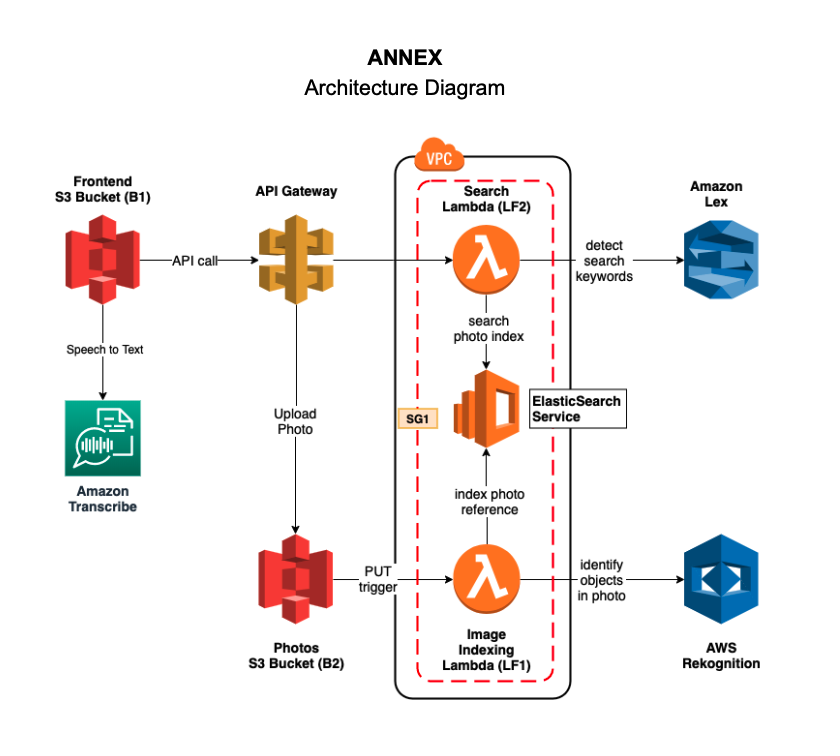 ANNEX
Architecture Diagram
VPC
Frontend
S3 Bucket (B1)
API Gateway
Search
Lambda (LF2)
Amazon
Lex
API call
detect
search
keywords
Speech to Text
search
photo index
Upload
Photo
SG1
ElasticSearch
Service
Amazon
Transcribe
index photo
reference
PUT
trigger
identify
objects
in photo
Photos
S3 Bucket (B2)
Image
Indexing
Lambda (LF1)
AWS
Rekognition